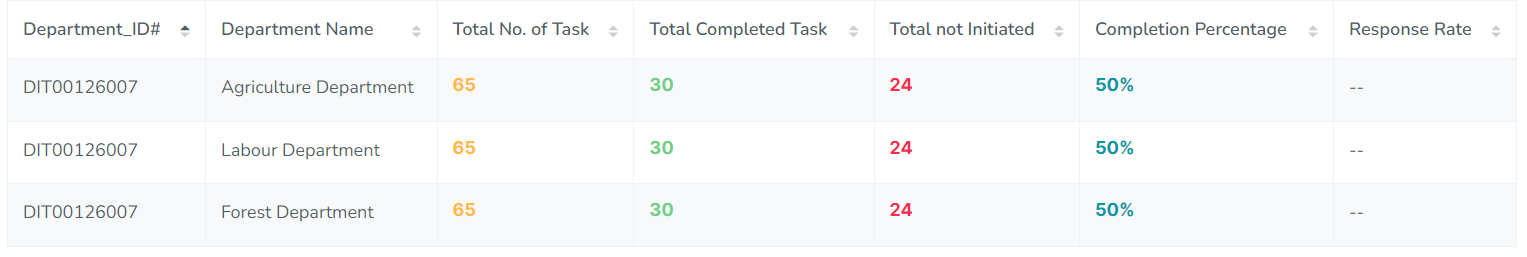 Department_ID# Department Name Total No. of Task Total Completed Task Total not Initiated Completion Percentage Response Rate
DIT00126007 Agriculture Department 65 30 24 50% --
DIT00126007 Labour Department 65 30 24 50% --
DIT00126007 Forest Department 65 30 24 50% --